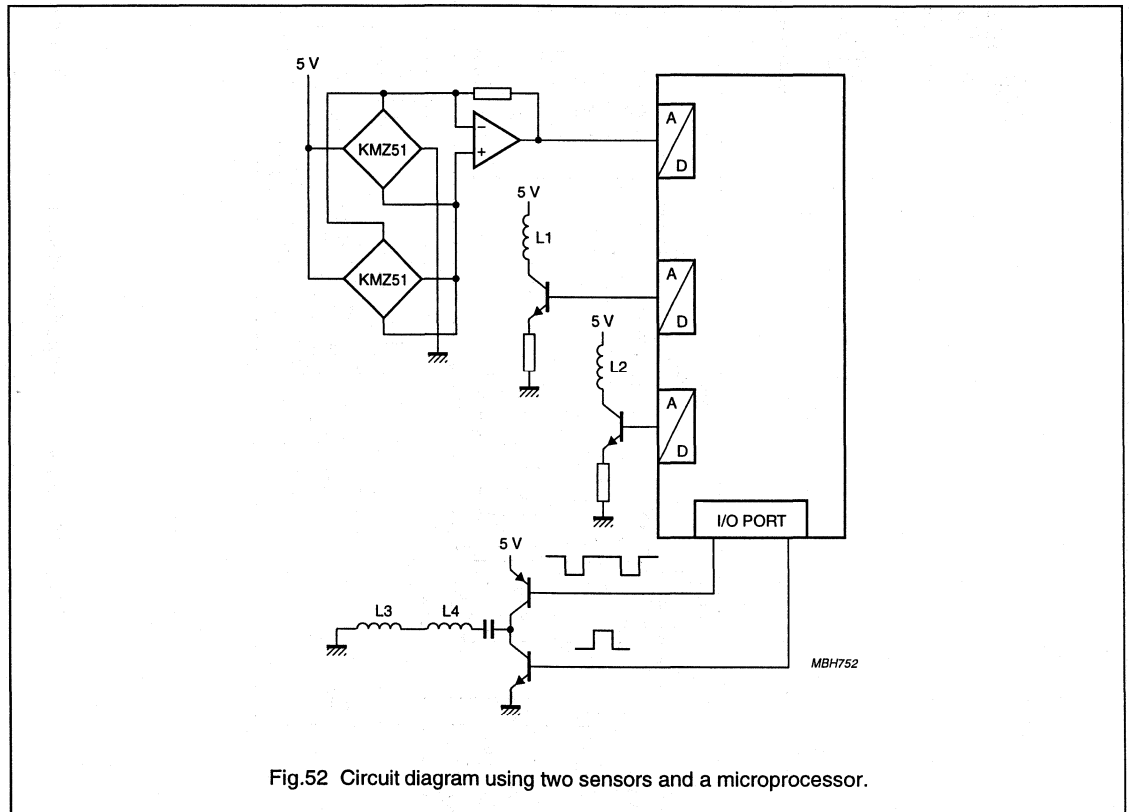 5 V
KMZ51
−
+
A
D
5 V
L1
KMZ51
A
D
5 V
L2
A
D
I/O PORT
5 V
L3
L4
MBH752
Fig.52 Circuit diagram using two sensors and a microprocessor.